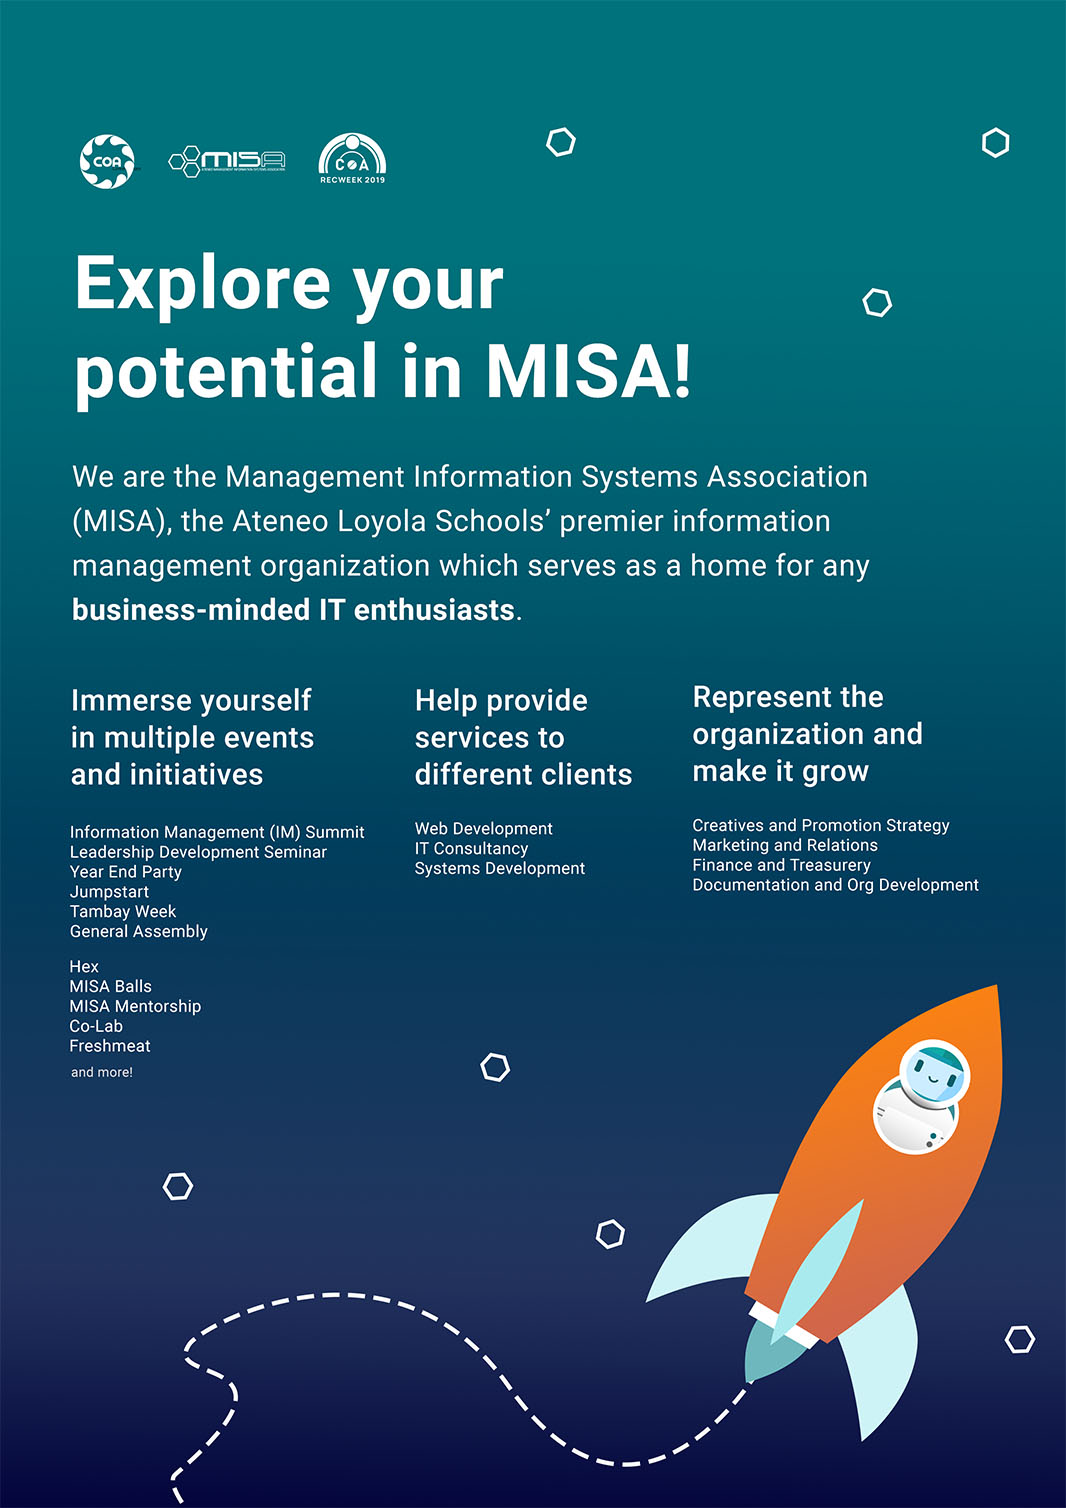 COA
MISA
ATENEO MANAGEMENT INFORMATION SYSTEMS ASSOCIATION
COA
RECWEEK 2019
Explore your
potential in MISA!
We are the Management Information Systems Association
(MISA), the Ateneo Loyola Schools’ premier information
management organization which serves as a home for any
business-minded IT enthusiasts.
Immerse yourself
in multiple events
and initiatives
Information Management (IM) Summit
Leadership Development Seminar
Year End Party
Jumpstart
Tambay Week
General Assembly
Hex
MISA Balls
MISA Mentorship
Co-Lab
Freshmeat
and more!
Help provide
services to
different clients
Web Development
IT Consultancy
Systems Development
Represent the
organization and
make it grow
Creatives and Promotion Strategy
Marketing and Relations
Finance and Treasurery
Documentation and Org Development